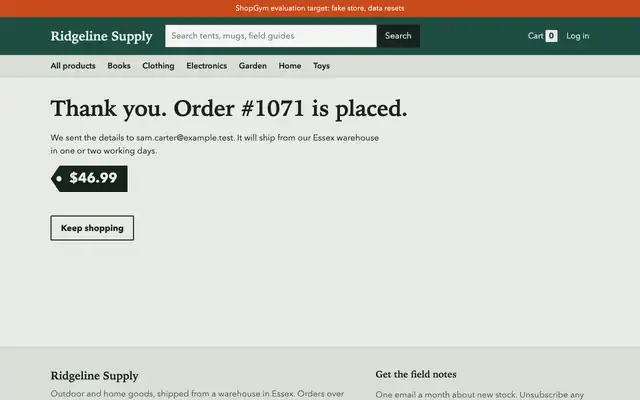 ShopGym evaluation target: fake store, data resets
Ridgeline Supply
Search tents, mugs, field guides
Search
Cart 0
Log in
All products
Books
Clothing
Electronics
Garden
Home
Toys
Thank you. Order #1071 is placed.
We sent the details to sam.carter@example.test. It will ship from our Essex warehouse
in one or two working days.
$46.99
Keep shopping
Ridgeline Supply
Outdoor and home goods, shipped from a warehouse in Essex. Orders over
Get the field notes
One email a month about new stock. Unsubscribe any